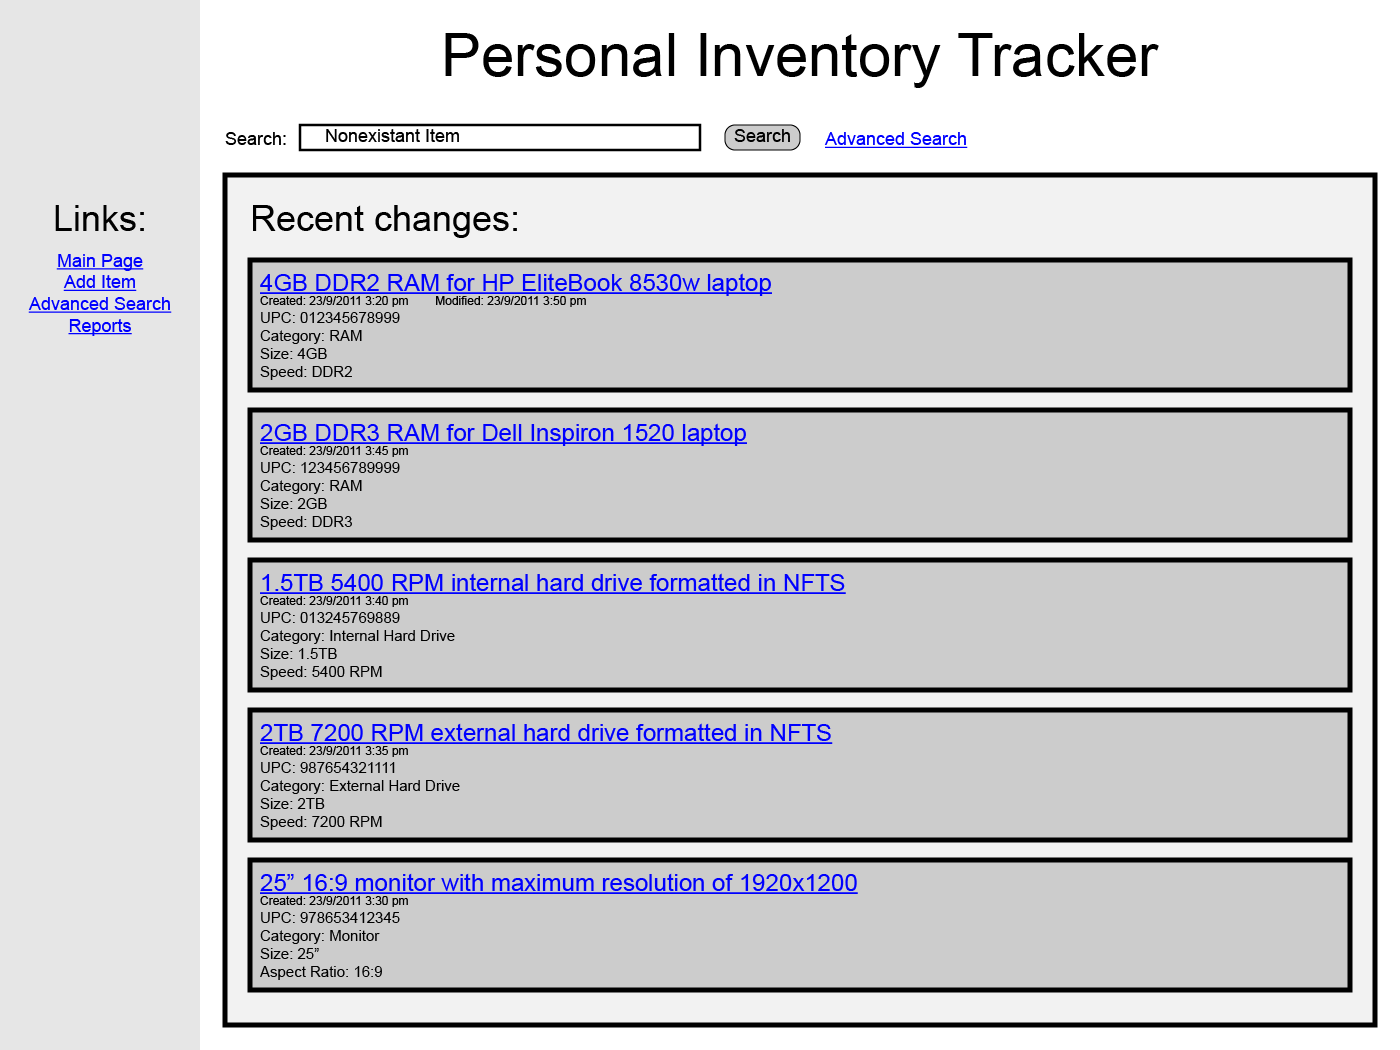 Personal Inventory Tracker
Search: Nonexistant Item Search Advanced Search
Links:
Main Page
Add Item
Advanced Search
Reports
Recent changes:
4GB DDR2 RAM for HP EliteBook 8530w laptop
Created: 23/9/2011 3:20 pm Modified: 23/9/2011 3:50 pm
UPC: 012345678999
Category: RAM
Size: 4GB
Speed: DDR2
2GB DDR3 RAM for Dell Inspiron 1520 laptop
Created: 23/9/2011 3:45 pm
UPC: 123456789999
Category: RAM
Size: 2GB
Speed: DDR3
1.5TB 5400 RPM internal hard drive formatted in NFTS
Created: 23/9/2011 3:40 pm
UPC: 013245769889
Category: Internal Hard Drive
Size: 1.5TB
Speed: 5400 RPM
2TB 7200 RPM external hard drive formatted in NFTS
Created: 23/9/2011 3:35 pm
UPC: 987654321111
Category: External Hard Drive
Size: 2TB
Speed: 7200 RPM
25” 16:9 monitor with maximum resolution of 1920x1200
Created: 23/9/2011 3:30 pm
UPC: 978653412345
Category: Monitor
Size: 25”
Aspect Ratio: 16:9